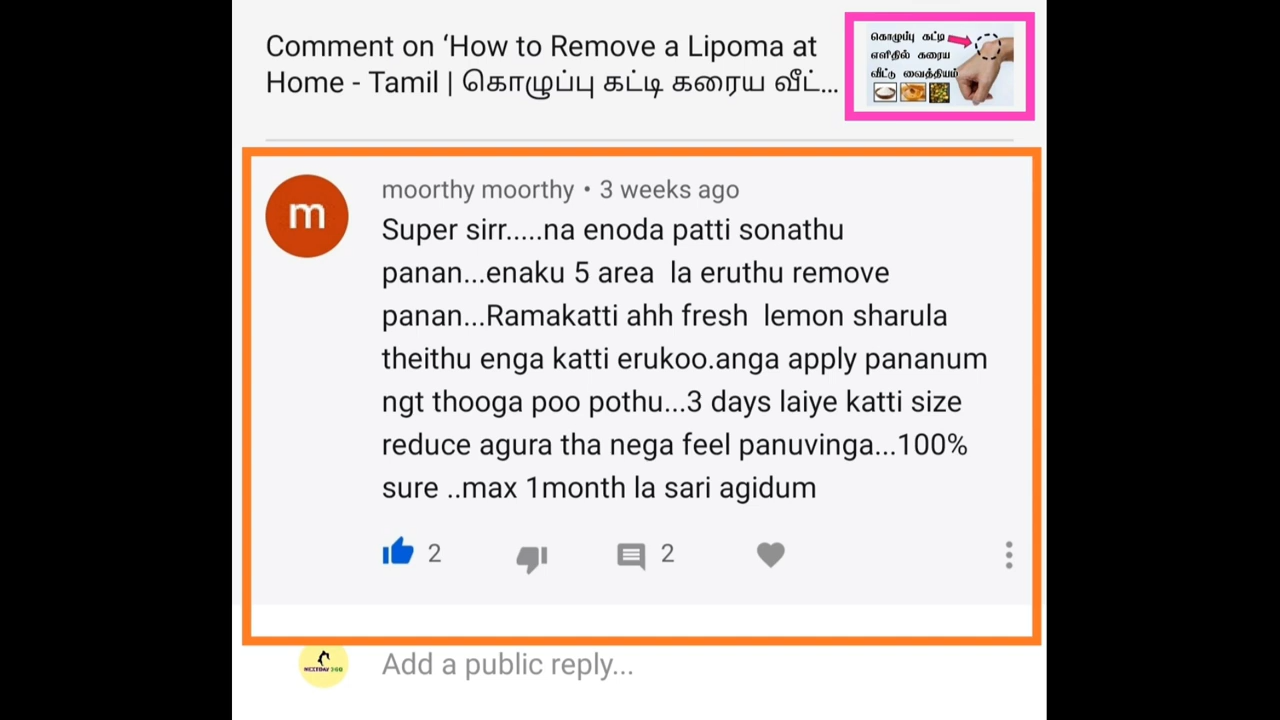 Comment on ‘How to Remove a Lipoma at
Home - Tamil | கொழுப்பு கட்டி கரைய வீட்...
கொழுப்பு கட்டி
எளிதில் கரைய
வீட்டு வைத்தியம்
m
moorthy moorthy • 3 weeks ago
Super sirr.....na enoda patti sonathu
panan...enaku 5 area  la eruthu remove
panan...Ramakatti ahh fresh  lemon sharula
theithu enga katti erukoo.anga apply pananum
ngt thooga poo pothu...3 days laiye katti size
reduce agura tha nega feel panuvinga...100%
sure ..max 1month la sari agidum
2 2
NEXTDAY 360
Add a public reply...